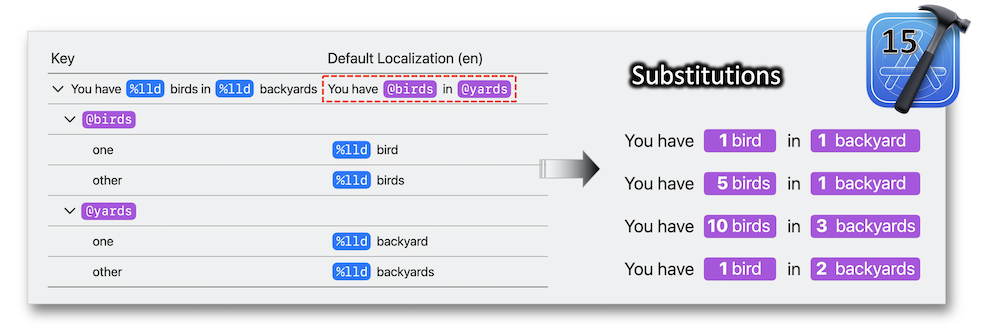 Key Default Localization (en)
You have %lld birds in %lld backyards You have @birds in @yards
@birds
one %lld bird
other %lld birds
@yards
one %lld backyard
other %lld backyards
15
Substitutions
You have 1 bird in 1 backyard
You have 5 birds in 1 backyard
You have 10 birds in 3 backyards
You have 1 bird in 2 backyards